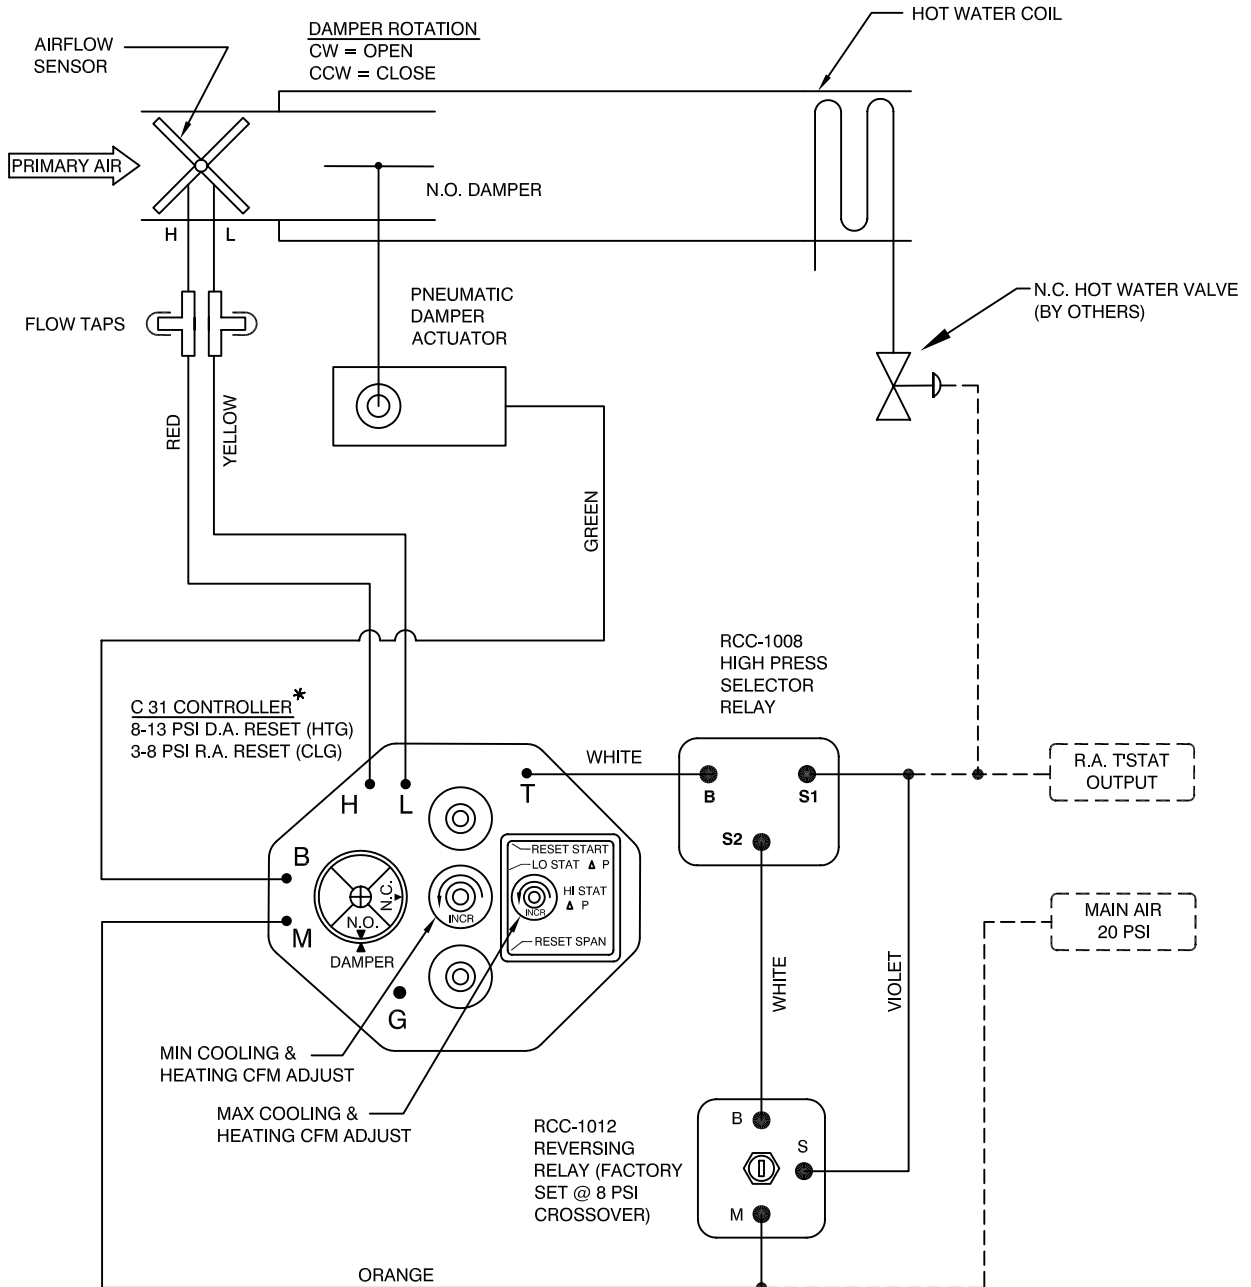 HOT WATER COIL
AIRFLOW
SENSOR
DAMPER ROTATION
CW = OPEN
CCW = CLOSE
PRIMARY AIR
N.O. DAMPER
H
L
FLOW TAPS
PNEUMATIC
DAMPER
ACTUATOR
N.C. HOT WATER VALVE
(BY OTHERS)
RED
YELLOW
GREEN
C 31 CONTROLLER*
8-13 PSI D.A. RESET (HTG)
3-8 PSI R.A. RESET (CLG)
RCC-1008
HIGH PRESS
SELECTOR
RELAY
WHITE
H
L
T
B
S1
S2
R.A. T'STAT
OUTPUT
B
M
N.C.
N.O.
DAMPER
INCR
RESET START
LO STAT Δ P
HI STAT
Δ P
INCR
RESET SPAN
G
MAIN AIR
20 PSI
WHITE
VIOLET
MIN COOLING &
HEATING CFM ADJUST
MAX COOLING &
HEATING CFM ADJUST
RCC-1012
REVERSING
RELAY (FACTORY
SET @ 8 PSI
CROSSOVER)
B
S
M
ORANGE